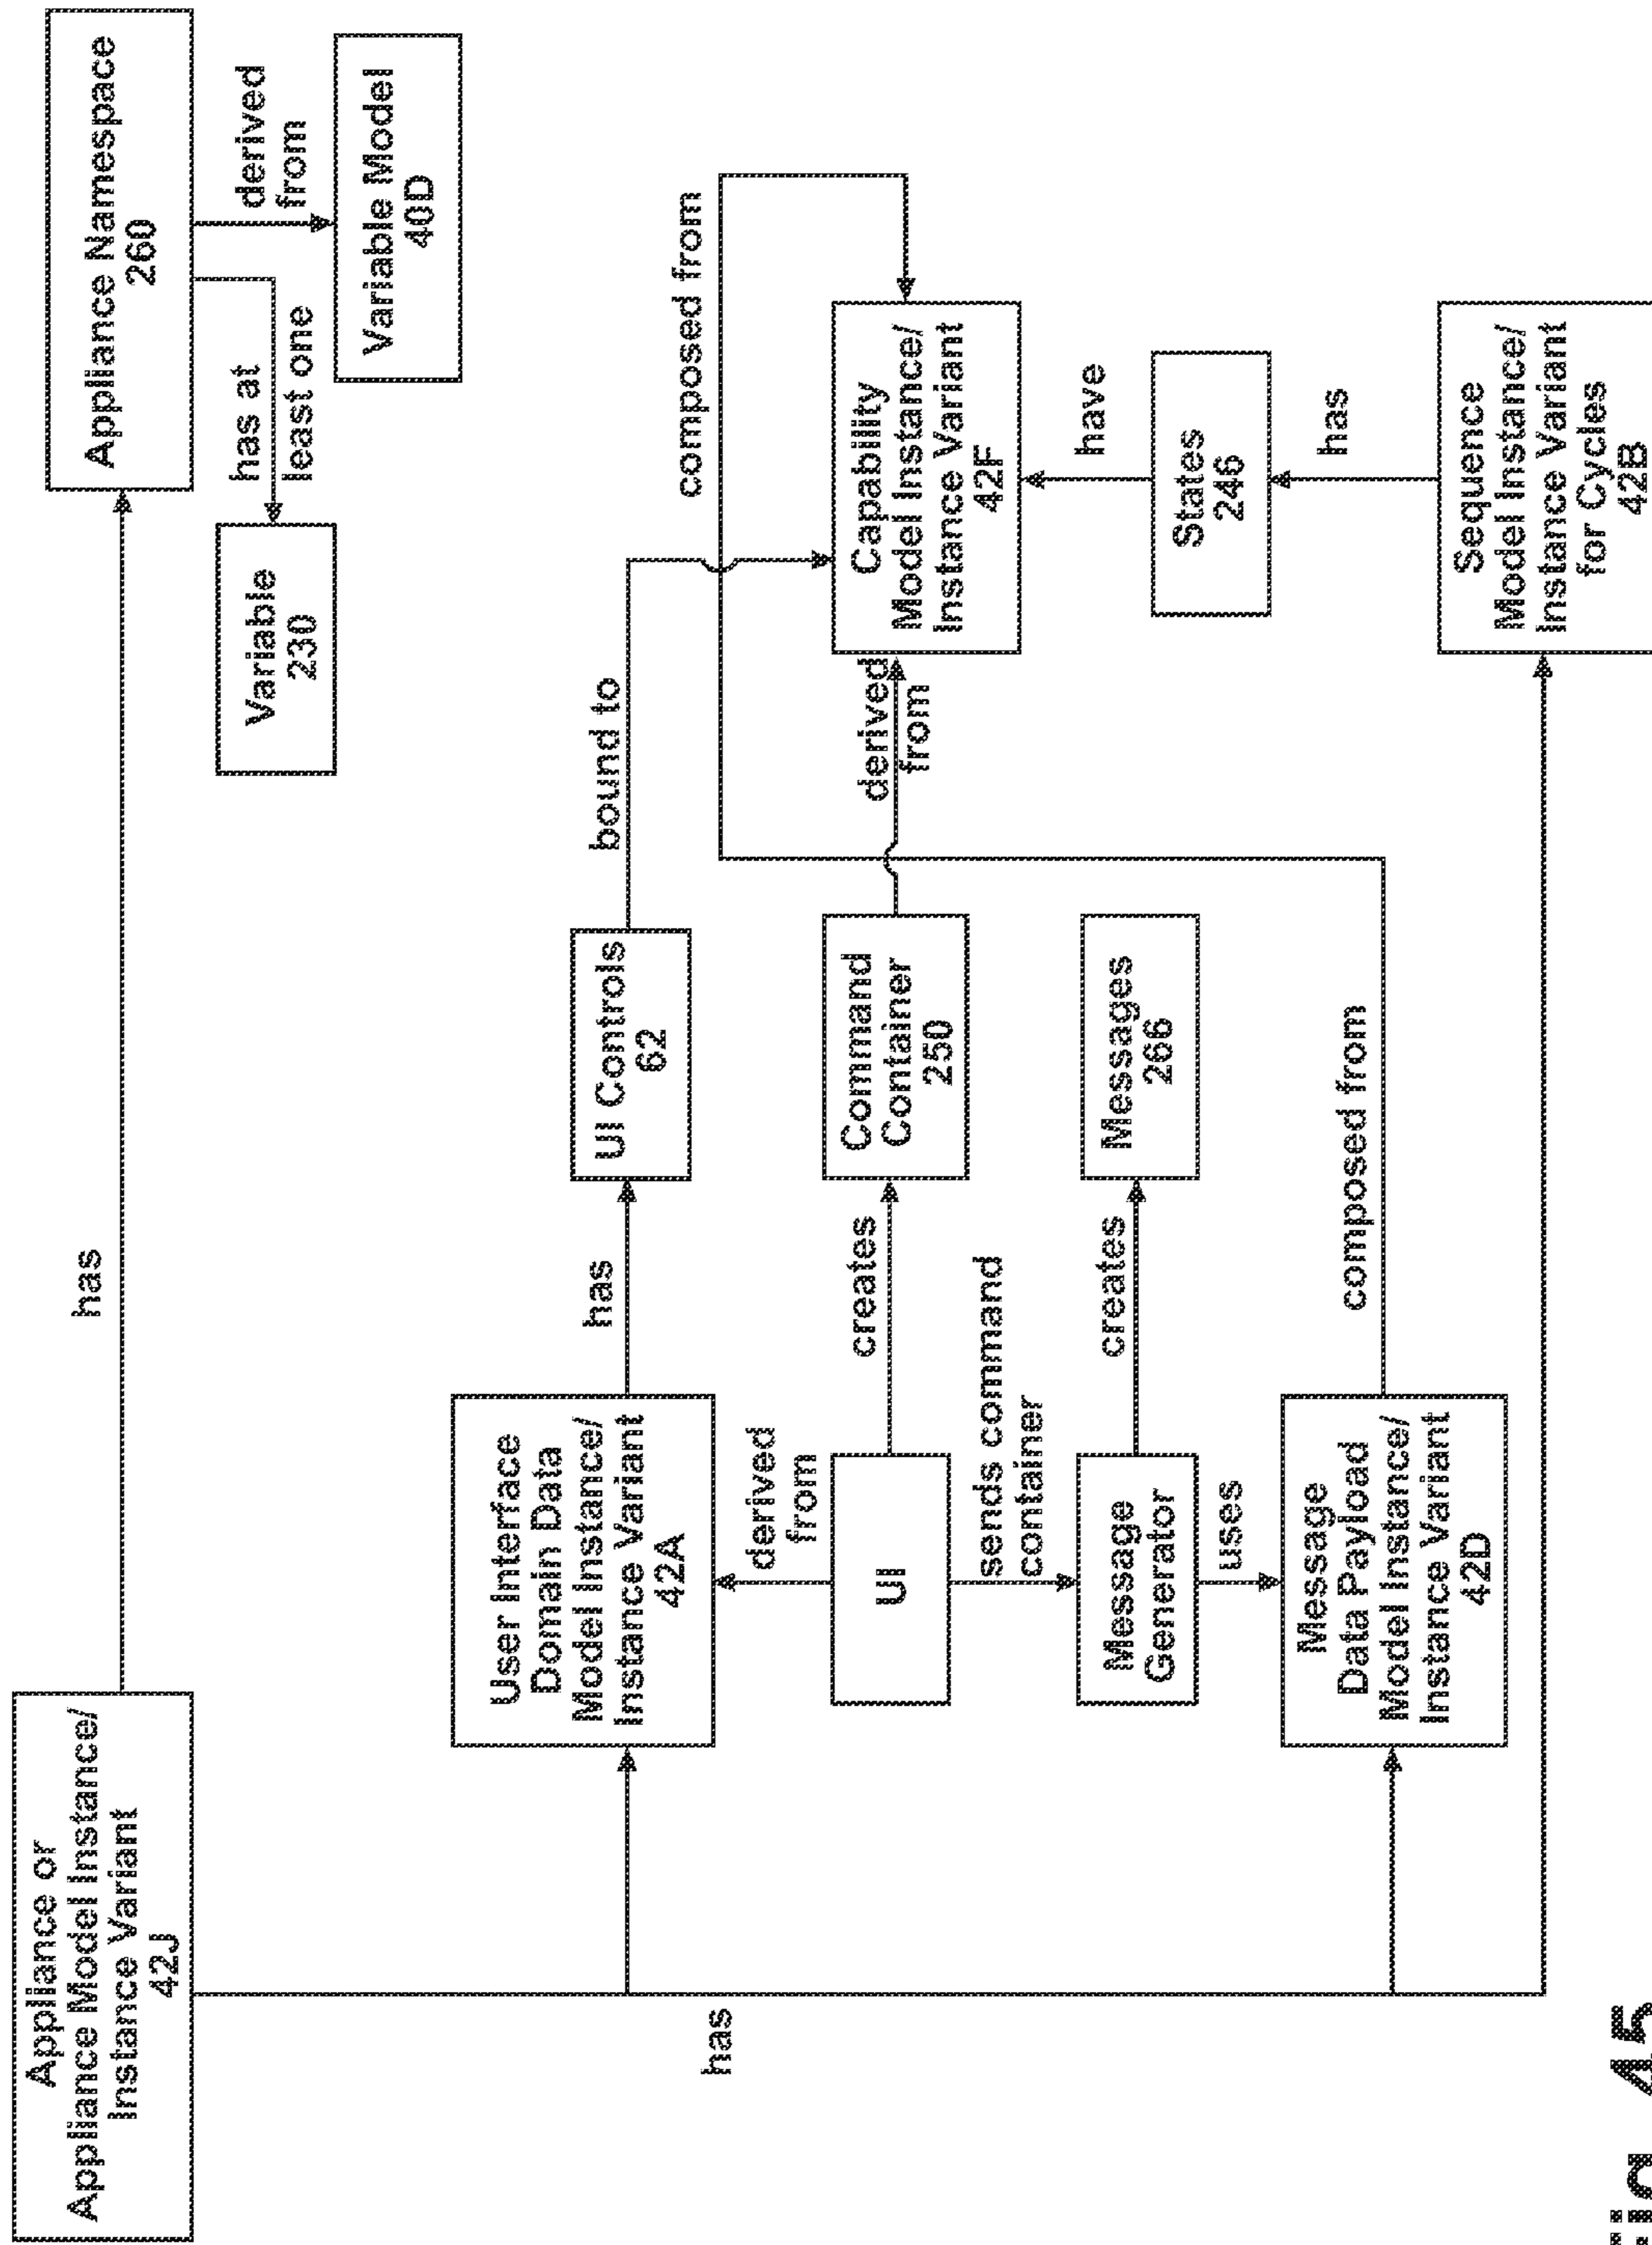 Appliance or
Appliance Model Instance/
Instance Variant
42J
has
Appliance Namespace
260
has at
least one
derived
from
Variable
230
Variable Model
40D
has
User Interface
Domain Data
Model Instance/
Instance Variant
42A
has
UI Controls
62
bound to
composed from
derived
from
UI
creates
Command
Container
250
derived
from
Capability
Model Instance/
Instance Variant
42F
sends command
container
Message
Generator
creates
Messages
266
have
States
246
uses
Message
Data Payload
Model Instance/
Instance Variant
42D
composed from
has
Sequence
Model Instance/
Instance Variant
for Cycles
42B
Fig. 45